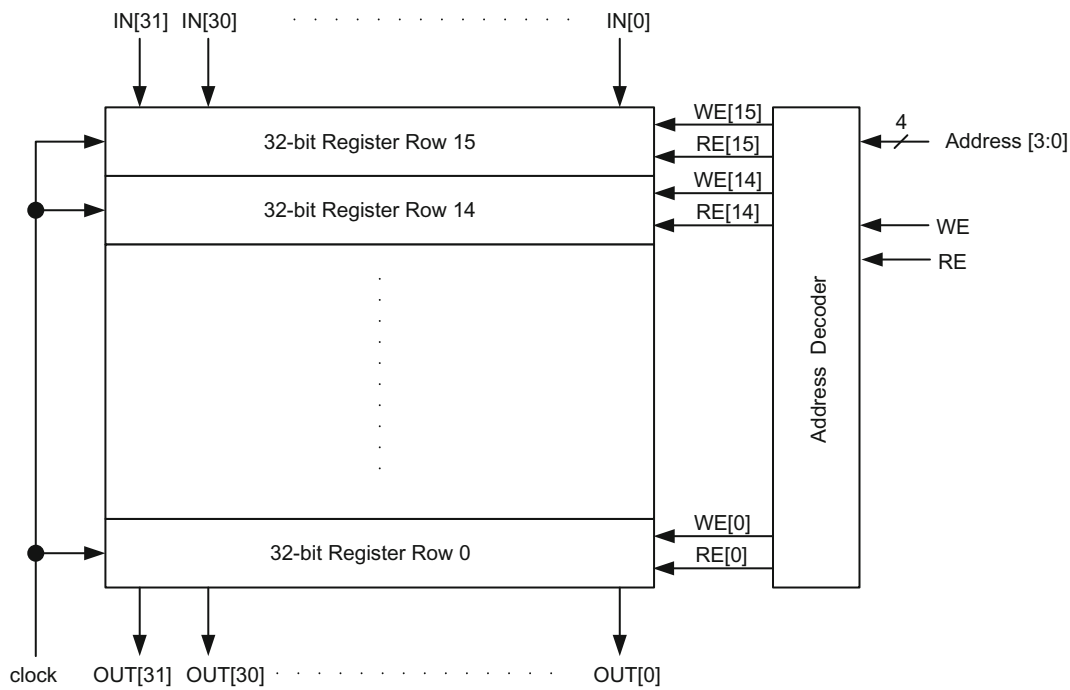 IN[31] IN[30] IN[0]
WE[15]
32-bit Register Row 15
RE[15]
4
Address [3:0]
WE[14]
32-bit Register Row 14
RE[14]
WE
RE
Address Decoder
WE[0]
32-bit Register Row 0
RE[0]
clock OUT[31] OUT[30] OUT[0]